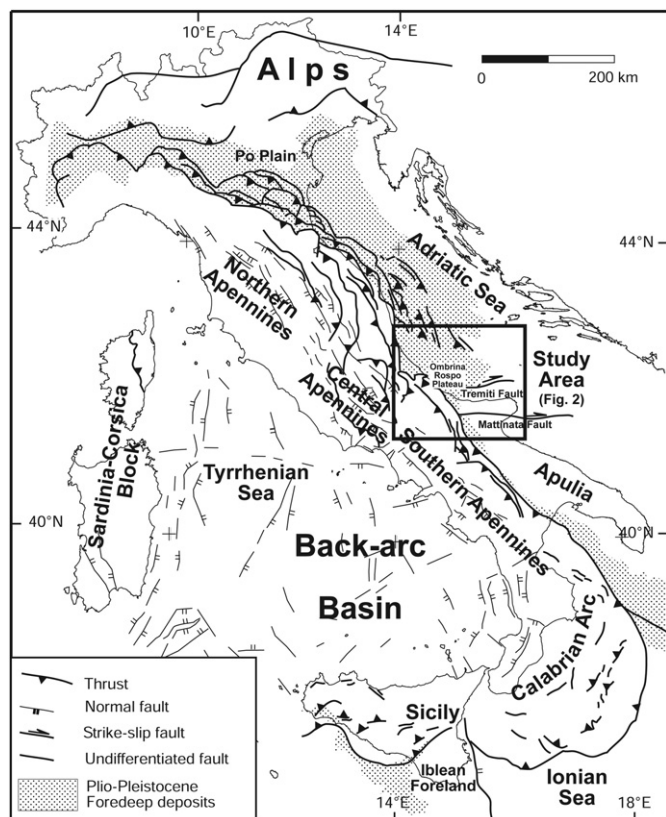 10°E
14°E
Alps
0
200 km
Po Plain
44°N
44°N
Adriatic Sea
Northern
Apennines
Ombrina
Rospo
Plateau
Study
Area
(Fig. 2)
Tremiti Fault
Central
Apennines
Mattinata Fault
Sardinia-Corsica
Block
Tyrrhenian
Sea
Southern Apennines
Apulia
40°N
40°N
Back-arc
Basin
Calabrian Arc
Thrust
Normal fault
Strike-slip fault
Undifferentiated fault
Plio-Pleistocene
Foredeep deposits
Sicily
Iblean
Foreland
Ionian
Sea
14°E
18°E